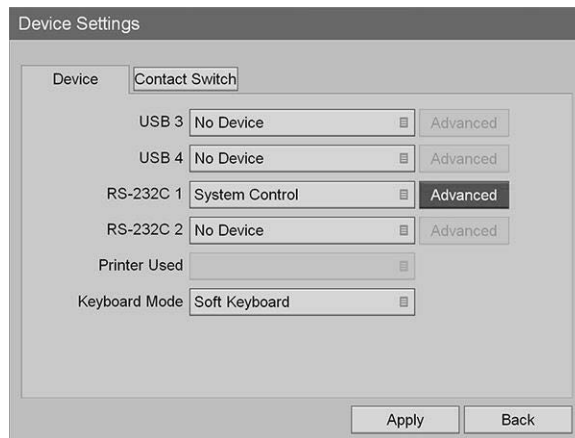 Device Settings
Device Contact Switch
USB 3 No Device Advanced
USB 4 No Device Advanced
RS-232C 1 System Control Advanced
RS-232C 2 No Device Advanced
Printer Used
Keyboard Mode Soft Keyboard
Apply Back